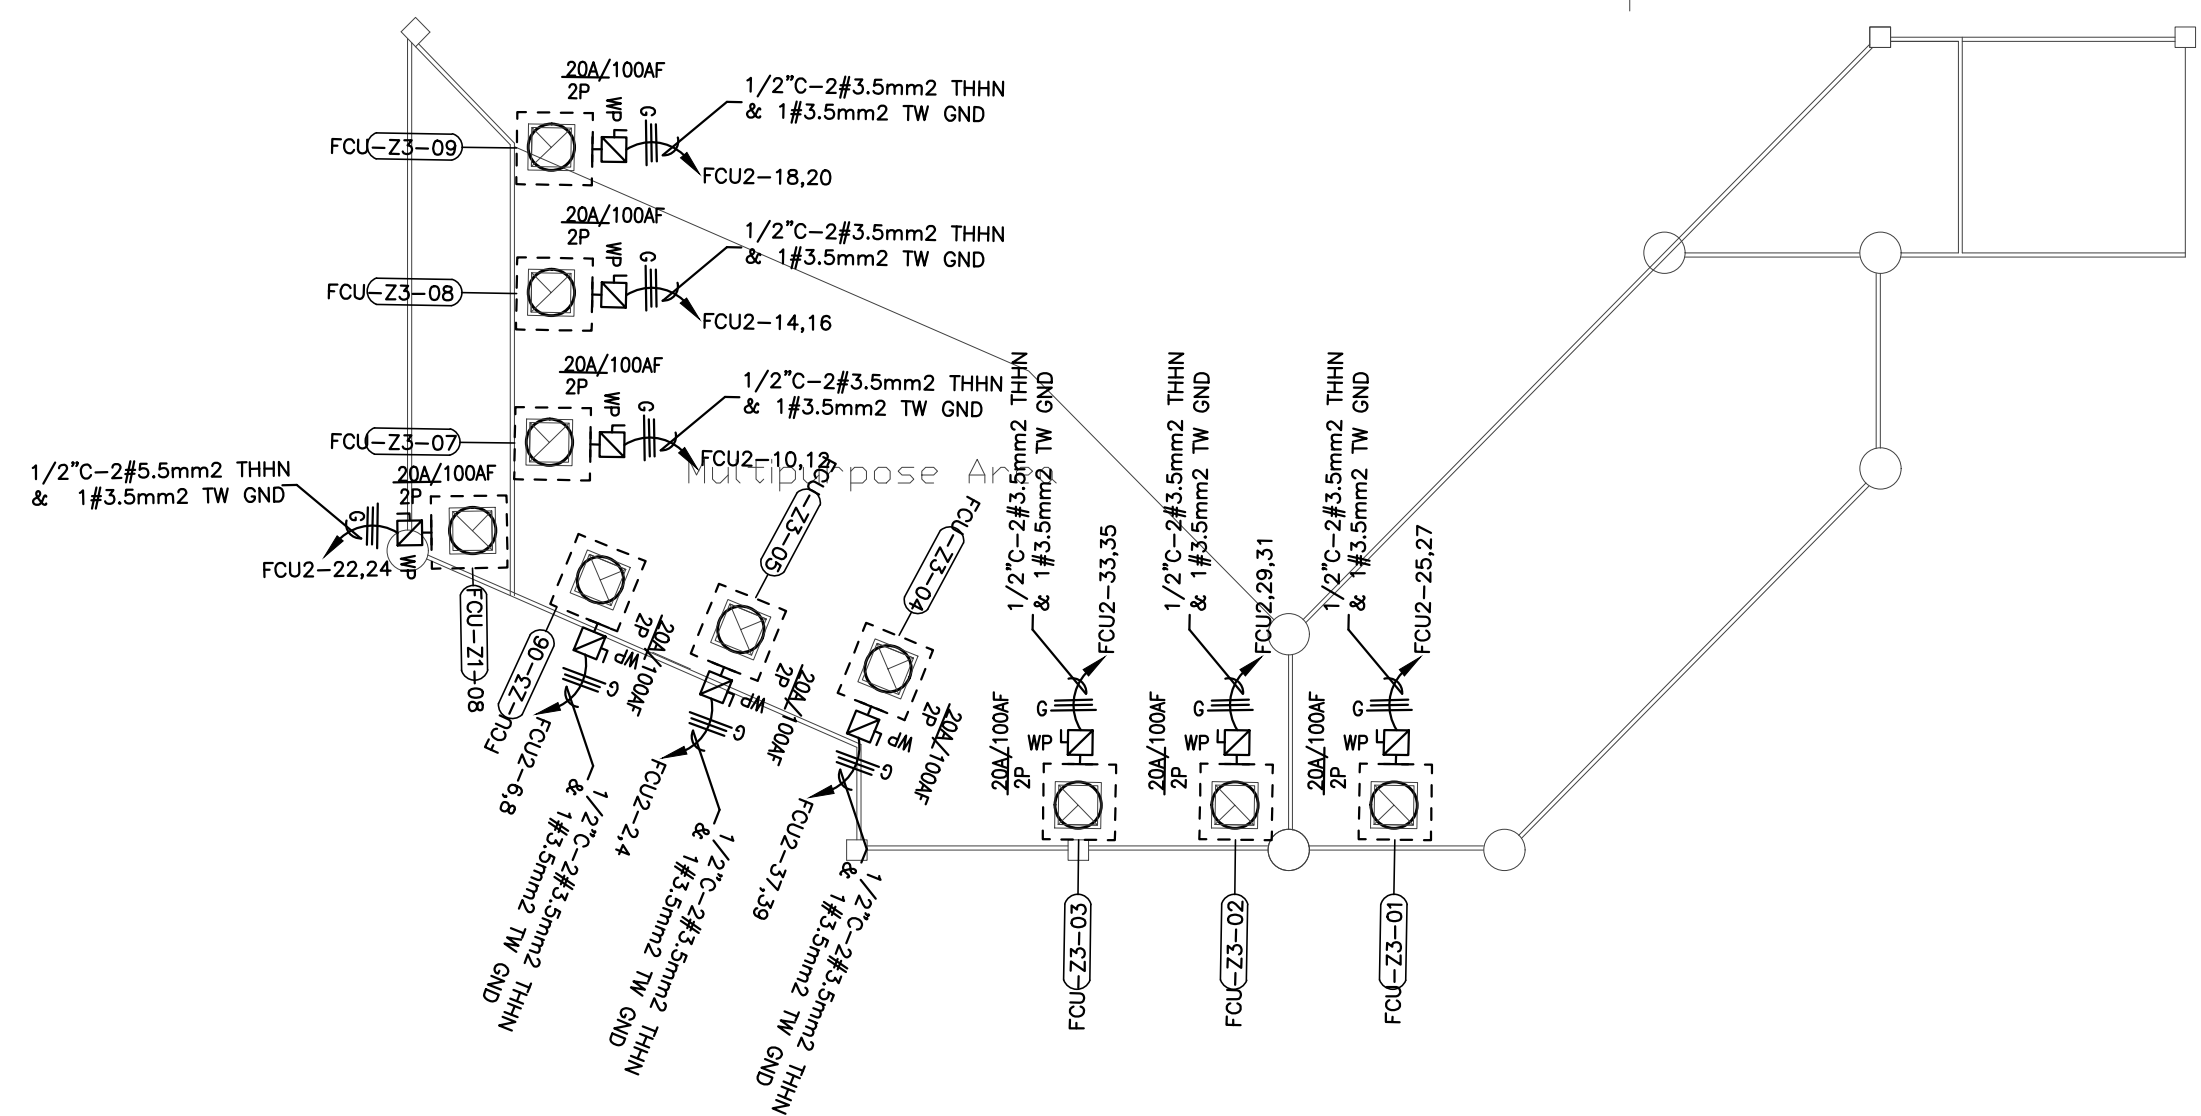 20A/100AF
2P
WP
G
1/2"C-2#3.5mm2 THHN
& 1#3.5mm2 TW GND
FCU-Z3-09
FCU2-18,20
20A/100AF
2P
WP
G
1/2"C-2#3.5mm2 THHN
& 1#3.5mm2 TW GND
FCU-Z3-08
FCU2-14,16
20A/100AF
2P
WP
G
1/2"C-2#3.5mm2 THHN
& 1#3.5mm2 TW GND
FCU-Z3-07
FCU2-10,12
Multipurpose Area
1/2"C-2#5.5mm2 THHN
& 1#3.5mm2 TW GND
20A/100AF
2P
G
WP
FCU2-22,24
FCU-Z1-08
FCU-Z3-06
20A/100AF
2P
WP
G
FCU2-6,8
1/2"C-2#3.5mm2 THHN
& 1#3.5mm2 TW GND
FCU-Z3-05
20A/100AF
2P
WP
G
FCU2-2,4
1/2"C-2#3.5mm2 THHN
& 1#3.5mm2 TW GND
FCU-Z3-04
20A/100AF
2P
WP
G
FCU2-37,39
1/2"C-2#3.5mm2 THHN
& 1#3.5mm2 TW GND
1/2"C-2#3.5mm2 THHN
& 1#3.5mm2 TW GND
FCU2-33,35
G
WP
20A/100AF
2P
FCU-Z3-03
1/2"C-2#3.5mm2 THHN
& 1#3.5mm2 TW GND
FCU2,29,31
G
WP
20A/100AF
2P
FCU-Z3-02
1/2"C-2#3.5mm2 THHN
& 1#3.5mm2 TW GND
FCU2-25,27
G
WP
20A/100AF
2P
FCU-Z3-01